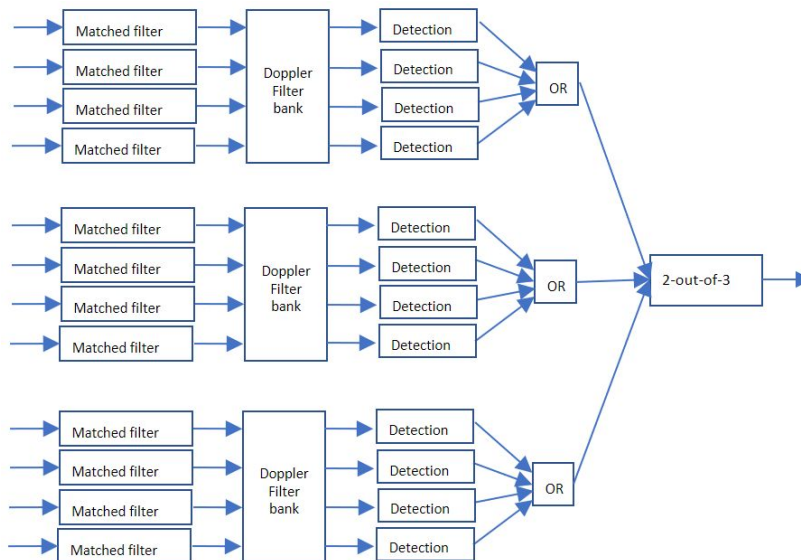 Matched filter
Matched filter
Matched filter
Matched filter
Doppler
Filter
bank
Detection
Detection
Detection
Detection
OR
Matched filter
Matched filter
Matched filter
Matched filter
Doppler
Filter
bank
Detection
Detection
Detection
Detection
OR
2-out-of-3
Matched filter
Matched filter
Matched filter
Matched filter
Doppler
Filter
bank
Detection
Detection
Detection
Detection
OR